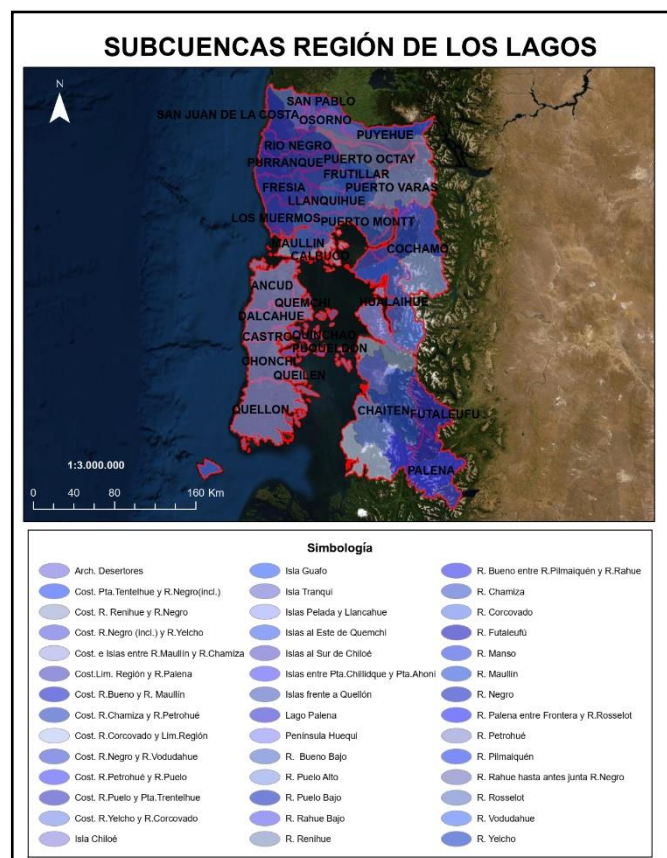 SUBCUENCAS REGIÓN DE LOS LAGOS
N
SAN PABLO
SAN JUAN DE LA COSTA
OSORNO
PUYEHUE
RIO NEGRO
PURRANQUE
PUERTO OCTAY
FRUTILLAR
FRESIA
PUERTO VARAS
LLANQUIHUE
LOS MUERMOS
PUERTO MONTT
MAULLIN
COCHAMO
CALBUCO
ANCUD
QUEMCHI
HUALAIHUE
DALCAHUE
CASTRO
QUINCHAO
PUQUELDON
CHONCHI
QUEILEN
QUELLON
CHAITEN
FUTALEUFU
PALENA
1:3.000.000
0 40 80 160 Km
Simbología
Arch. Desertores
Cost. Pta.Tentelhue y R.Negro(incl.)
Cost. R. Renihue y R.Negro
Cost. R.Negro (incl.) y R.Yelcho
Cost. e Islas entre R.Maullín y R.Chamiza
Cost.Lim. Región y R.Palena
Cost. R.Bueno y R. Maullín
Cost. R.Chamiza y R.Petrohué
Cost. R.Corcovado y Lim.Región
Cost. R.Negro y R.Vodudahue
Cost. R.Petrohué y R.Puelo
Cost. R.Puelo y Pta.Trentelhue
Cost. R.Yelcho y R.Corcovado
Isla Chiloé
Isla Guafo
Isla Tranqui
Islas Pelada y Llancahue
Islas al Este de Quemchi
Islas al Sur de Chiloé
Islas entre Pta.Chillidque y Pta.Ahoni
Islas frente a Quellón
Lago Palena
Península Huequi
R. Bueno Bajo
R. Puelo Alto
R. Puelo Bajo
R. Rahue Bajo
R. Renihue
R. Bueno entre R.Pilmaiquén y R.Rahue
R. Chamiza
R. Corcovado
R. Futaleufú
R. Manso
R. Maullin
R. Negro
R. Palena entre Frontera y R.Rosselot
R. Petrohué
R. Pilmaiquén
R. Rahue hasta antes junta R.Negro
R. Rosselot
R. Vodudahue
R. Yelcho